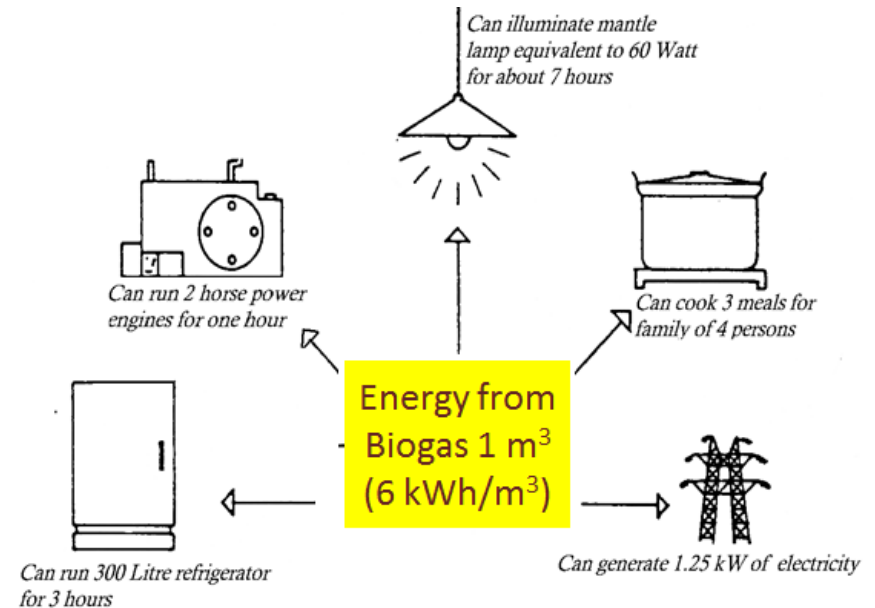 Can illuminate mantle
lamp equivalent to 60 Watt
for about 7 hours
Can run 2 horse power
engines for one hour
Can cook 3 meals for
family of 4 persons
Energy from
Biogas 1 m³
(6 kWh/m³)
Can run 300 Litre refrigerator
for 3 hours
Can generate 1.25 kW of electricity